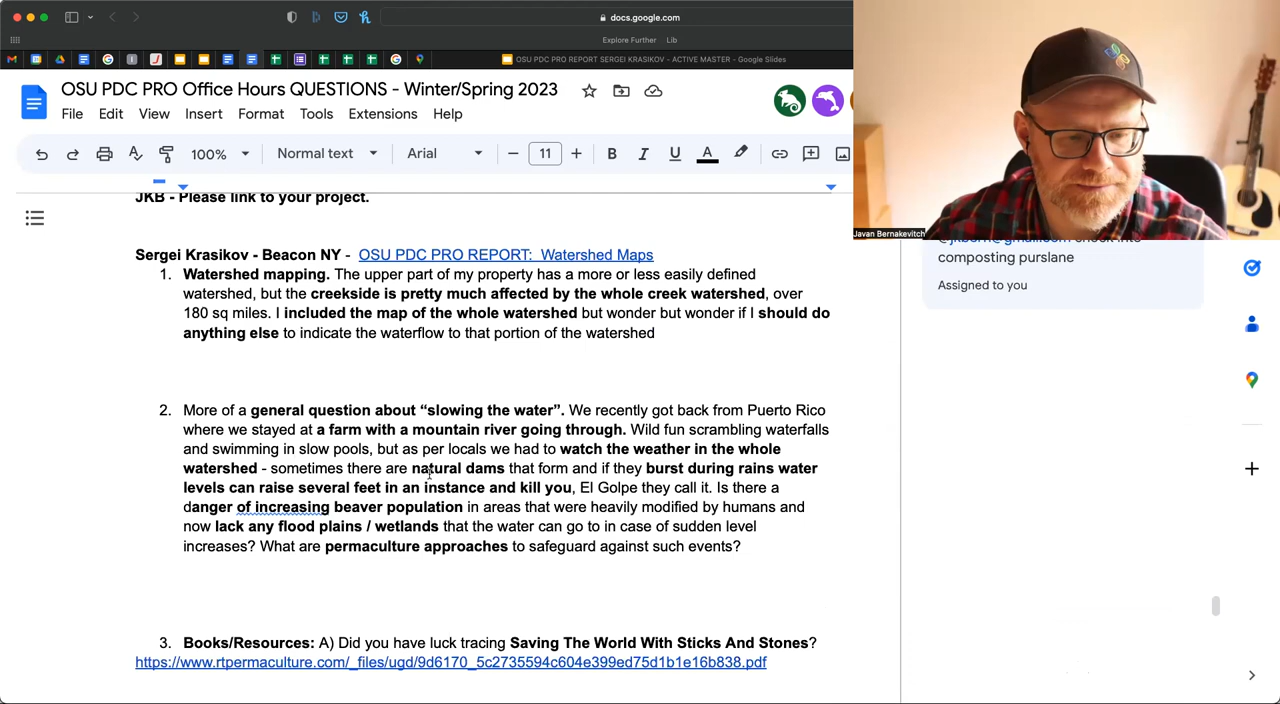 docs.google.com
Explore Further Lib
OSU PDC PRO REPORT SERGEI KRASIKOV - ACTIVE MASTER - Google Slides
OSU PDC PRO Office Hours QUESTIONS - Winter/Spring 2023
File Edit View Insert Format Tools Extensions Help
100% Normal text Arial 11 B I U A
JKB - Please link to your project.
Sergei Krasikov - Beacon NY - OSU PDC PRO REPORT: Watershed Maps
1. Watershed mapping. The upper part of my property has a more or less easily defined
watershed, but the creekside is pretty much affected by the whole creek watershed, over
180 sq miles. I included the map of the whole watershed but wonder but wonder if I should do
anything else to indicate the waterflow to that portion of the watershed
2. More of a general question about “slowing the water”. We recently got back from Puerto Rico
where we stayed at a farm with a mountain river going through. Wild fun scrambling waterfalls
and swimming in slow pools, but as per locals we had to watch the weather in the whole
watershed - sometimes there are natural dams that form and if they burst during rains water
levels can raise several feet in an instance and kill you, El Golpe they call it. Is there a
danger of increasing beaver population in areas that were heavily modified by humans and
now lack any flood plains / wetlands that the water can go to in case of sudden level
increases? What are permaculture approaches to safeguard against such events?
3. Books/Resources: A) Did you have luck tracing Saving The World With Sticks And Stones?
https://www.rtpermaculture.com/_files/ugd/9d6170_5c2735594c604e399ed75d1b1e16b838.pdf
Javan Bernakevitch
composting purslane
Assigned to you